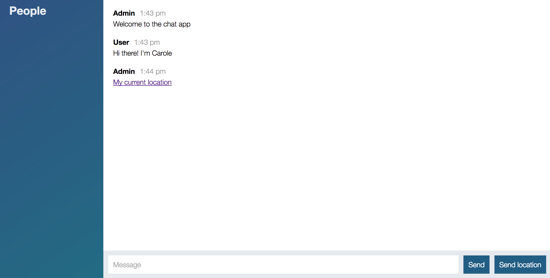 People
Admin 1:43 pm
Welcome to the chat app
User 1:43 pm
Hi there! I'm Carole
Admin 1:44 pm
My current location
Message
Send
Send location